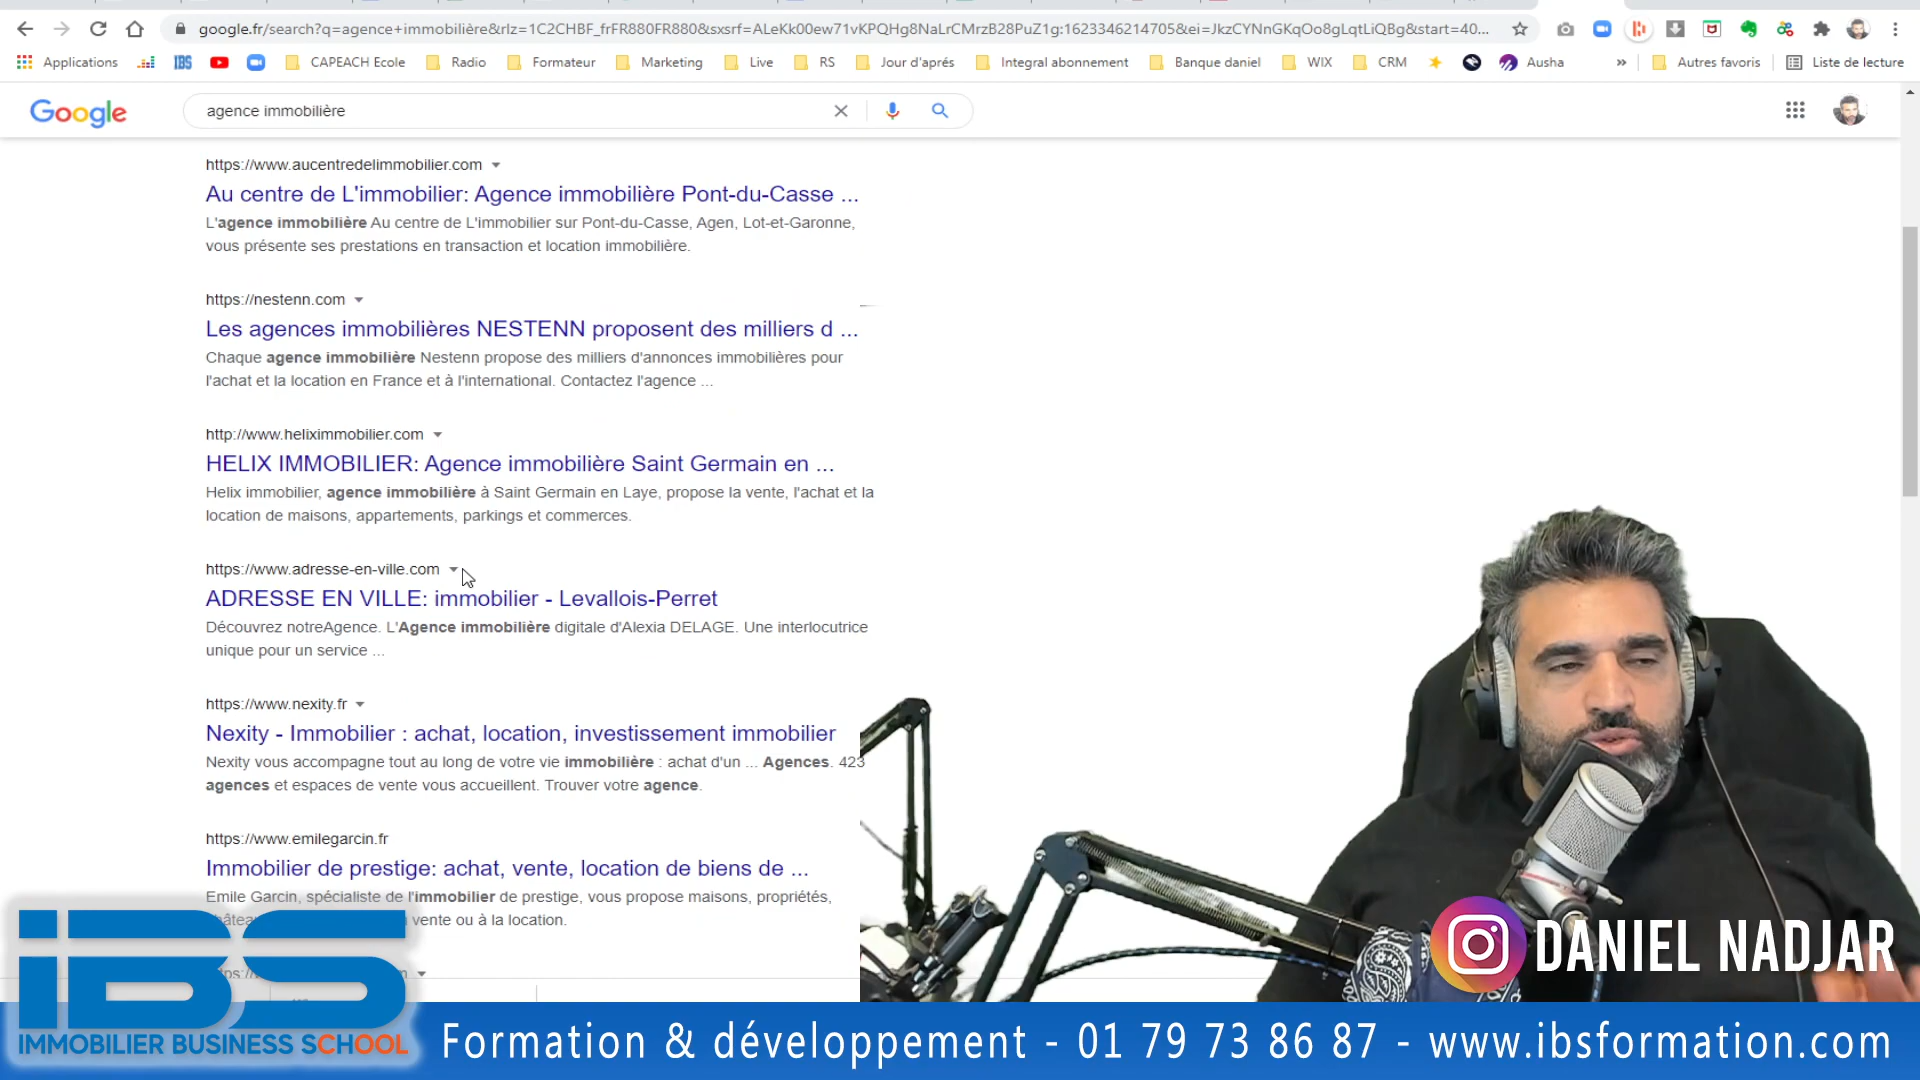 google.fr/search?q=agence+immobilière&rlz=1C2CHBF_frFR880FR880&sxsrf=ALeKk00ew71vKPQHg8NaLrCMrzB28PuZ1g:1623346214705&ei=JkzCYNnGKqOo8gLqtLiQBg&start=40...
Applications IBS CAPEACH Ecole Radio Formateur Marketing Live RS Jour d'aprés Integral abonnement Banque daniel WIX CRM Ausha » Autres favoris Liste de lecture
Google agence immobilière
https://www.aucentredelimmobilier.com
Au centre de L'immobilier: Agence immobilière Pont-du-Casse ...
L'agence immobilière Au centre de L'immobilier sur Pont-du-Casse, Agen, Lot-et-Garonne,
vous présente ses prestations en transaction et location immobilière.
https://nestenn.com
Les agences immobilières NESTENN proposent des milliers d ...
Chaque agence immobilière Nestenn propose des milliers d'annonces immobilières pour
l'achat et la location en France et à l'international. Contactez l'agence ...
http://www.heliximmobilier.com
HELIX IMMOBILIER: Agence immobilière Saint Germain en ...
Helix immobilier, agence immobilière à Saint Germain en Laye, propose la vente, l'achat et la
location de maisons, appartements, parkings et commerces.
https://www.adresse-en-ville.com
ADRESSE EN VILLE: immobilier - Levallois-Perret
Découvrez notreAgence. L'Agence immobilière digitale d'Alexia DELAGE. Une interlocutrice
unique pour un service ...
https://www.nexity.fr
Nexity - Immobilier : achat, location, investissement immobilier
Nexity vous accompagne tout au long de votre vie immobilière : achat d'un ... Agences. 423
agences et espaces de vente vous accueillent. Trouver votre agence.
https://www.emilegarcin.fr
Immobilier de prestige: achat, vente, location de biens de ...
Emile Garcin, spécialiste de l'immobilier de prestige, vous propose maisons, propriétés,
vente ou à la location.
DANIEL NADJAR
IBS
IMMOBILIER BUSINESS SCHOOL
Formation & développement - 01 79 73 86 87 - www.ibsformation.com